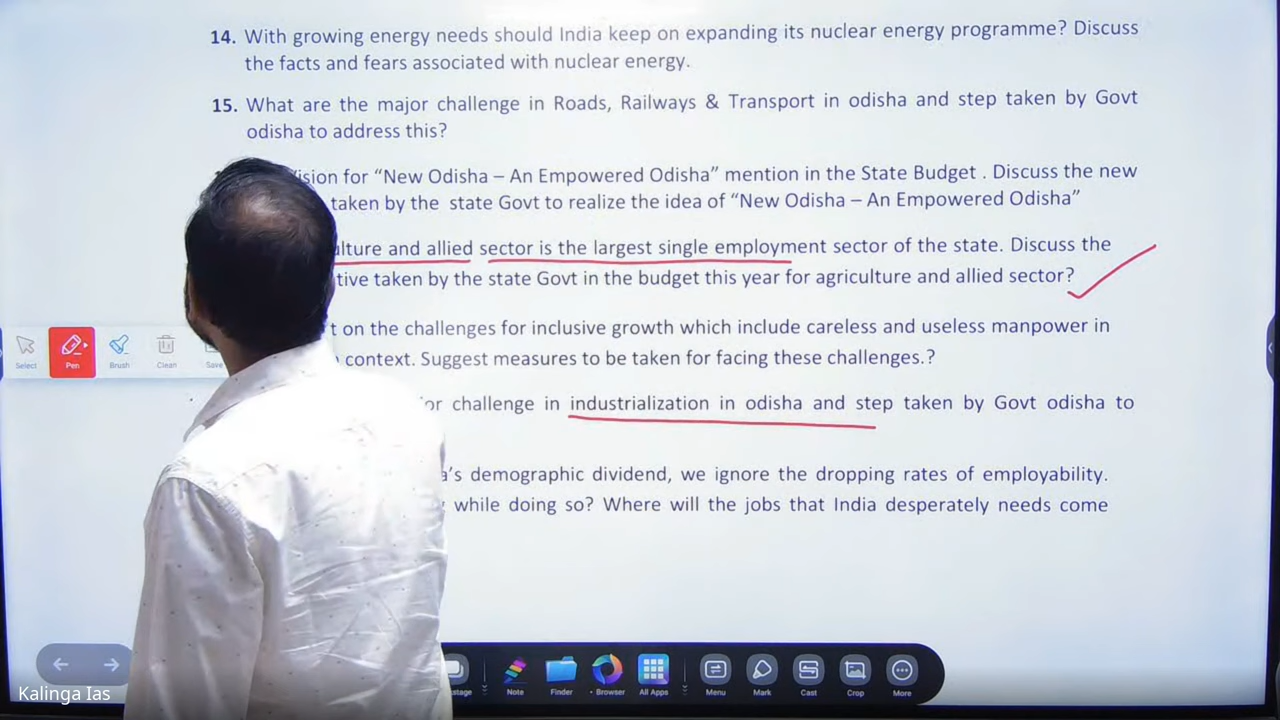 14. With growing energy needs should India keep on expanding its nuclear energy programme? Discuss
the facts and fears associated with nuclear energy.
15. What are the major challenge in Roads, Railways & Transport in odisha and step taken by Govt
odisha to address this?
for “New Odisha – An Empowered Odisha” mention in the State Budget . Discuss the new
taken by the state Govt to realize the idea of “New Odisha – An Empowered Odisha”
and allied sector is the largest single employment sector of the state. Discuss the
taken by the state Govt in the budget this year for agriculture and allied sector?
on the challenges for inclusive growth which include careless and useless manpower in
context. Suggest measures to be taken for facing these challenges.?
challenge in industrialization in odisha and step taken by Govt odisha to
demographic dividend, we ignore the dropping rates of employability.
while doing so? Where will the jobs that India desperately needs come
Select Pen Brush Clean Save
Note Finder Browser All Apps Menu Mark Cast Crop More
Kalinga Ias